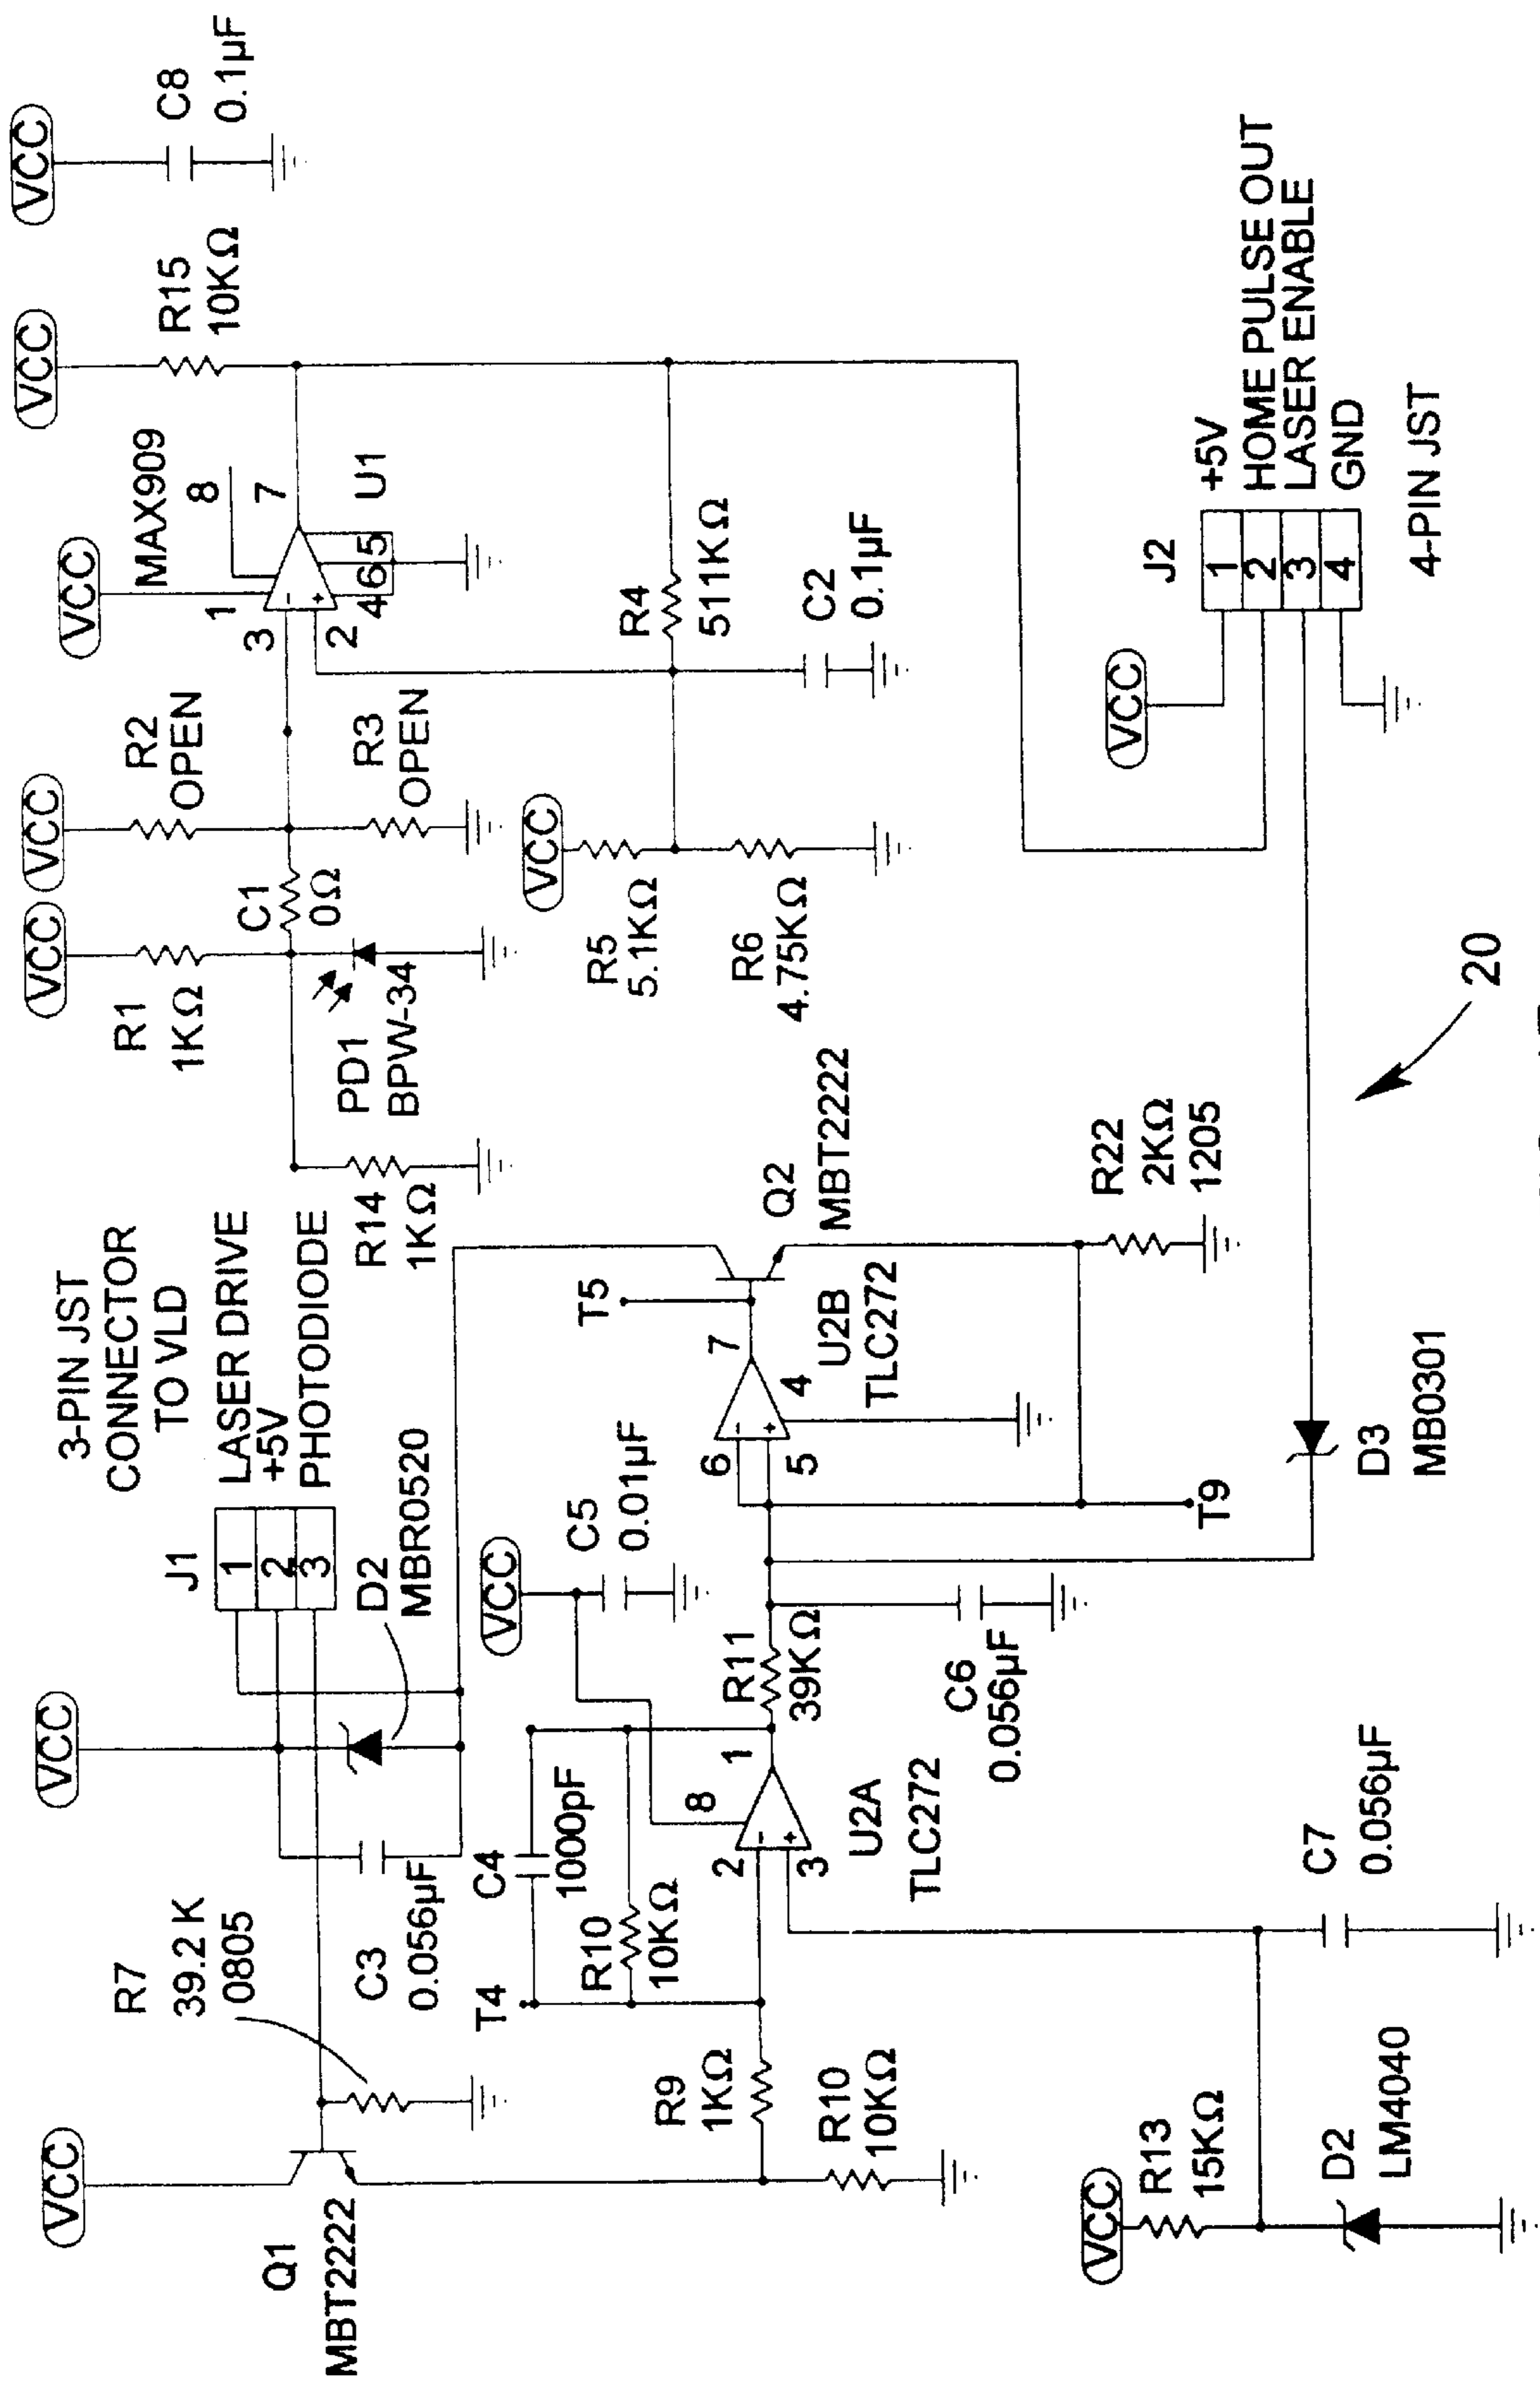 VCC
Q1
MBT2222
R7
39.2 K
0805
VCC
3-PIN JST
CONNECTOR
TO VLD
J1
1
2
3
LASER DRIVE
+5V
PHOTODIODE
D2
MBR0520
C3
0.056µF
VCC
R1
1KΩ
R14
1KΩ
PD1
BPW-34
C1
0Ω
VCC
R2
OPEN
R3
OPEN
VCC
MAX909
1
8
3
7
2
4
6
5
U1
VCC
R15
10KΩ
VCC
C8
0.1µF
VCC
R5
5.1KΩ
R6
4.75KΩ
R4
511KΩ
C2
0.1µF
T4
C4
1000pF
R10
10KΩ
R9
1KΩ
R10
10KΩ
2
3
8
1
U2A
TLC272
VCC
C5
0.01µF
R11
39KΩ
C6
0.056µF
6
5
7
4
U2B
TLC272
T5
Q2
MBT2222
R22
2KΩ
1205
T9
D3
MB0301
VCC
R13
15KΩ
D2
LM4040
C7
0.056µF
VCC
J2
1
2
3
4
+5V
HOME PULSE OUT
LASER ENABLE
GND
4-PIN JST
20